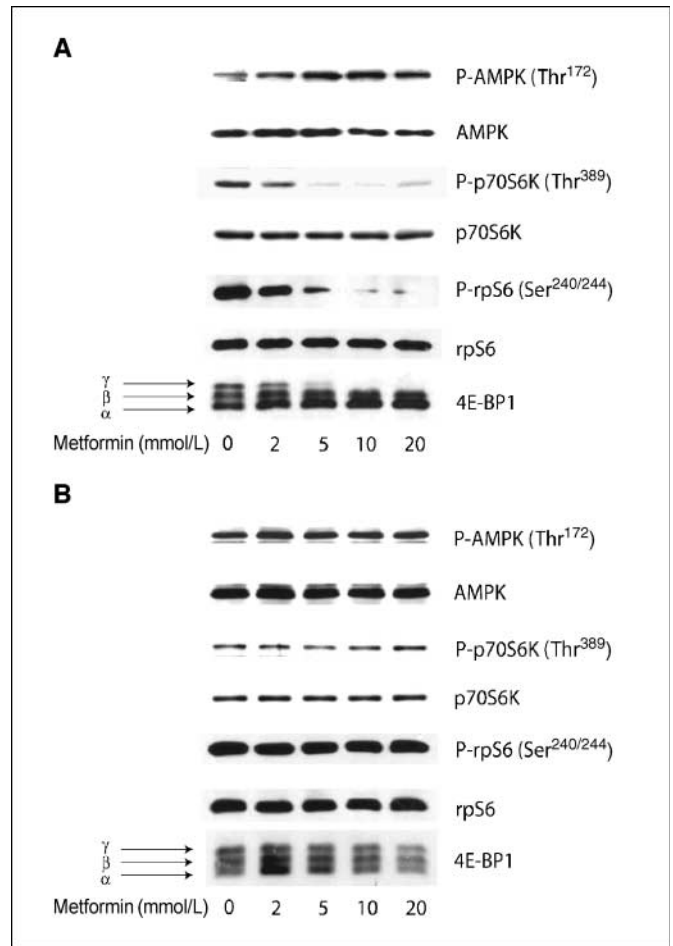 A
P-AMPK (Thr172)
AMPK
P-p70S6K (Thr389)
p70S6K
P-rpS6 (Ser240/244)
rpS6
γ
β
α
4E-BP1
Metformin (mmol/L) 0 2 5 10 20
B
P-AMPK (Thr172)
AMPK
P-p70S6K (Thr389)
p70S6K
P-rpS6 (Ser240/244)
rpS6
γ
β
α
4E-BP1
Metformin (mmol/L) 0 2 5 10 20